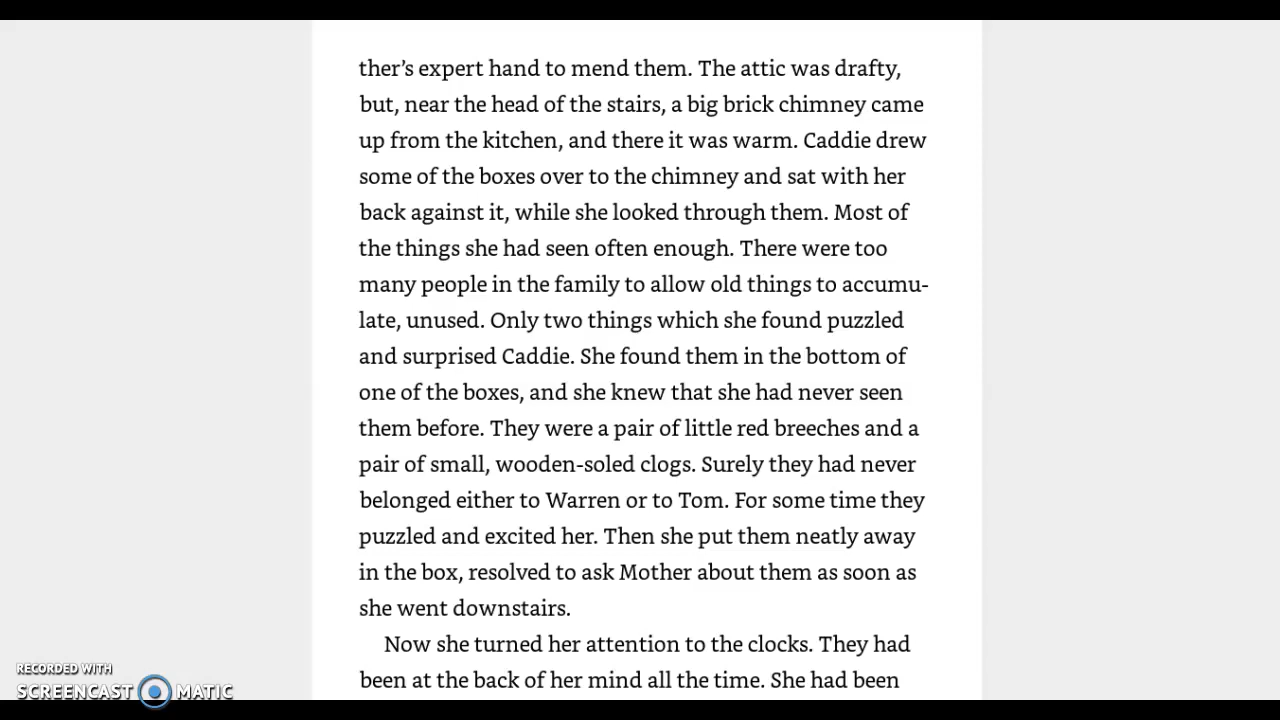 ther’s expert hand to mend them. The attic was drafty,
but, near the head of the stairs, a big brick chimney came
up from the kitchen, and there it was warm. Caddie drew
some of the boxes over to the chimney and sat with her
back against it, while she looked through them. Most of
the things she had seen often enough. There were too
many people in the family to allow old things to accumu-
late, unused. Only two things which she found puzzled
and surprised Caddie. She found them in the bottom of
one of the boxes, and she knew that she had never seen
them before. They were a pair of little red breeches and a
pair of small, wooden-soled clogs. Surely they had never
belonged either to Warren or to Tom. For some time they
puzzled and excited her. Then she put them neatly away
in the box, resolved to ask Mother about them as soon as
she went downstairs.
Now she turned her attention to the clocks. They had
been at the back of her mind all the time. She had been
RECORDED WITH
SCREENCAST MATIC